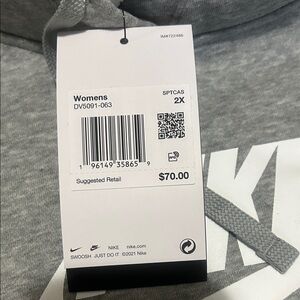 Womens
SPTCAS
DV5091-063
2X
1 96149 35865 9
Suggested Retail
$70.00
NIKE nike.com
SWOOSH JUST DO IT ©2021 Nike